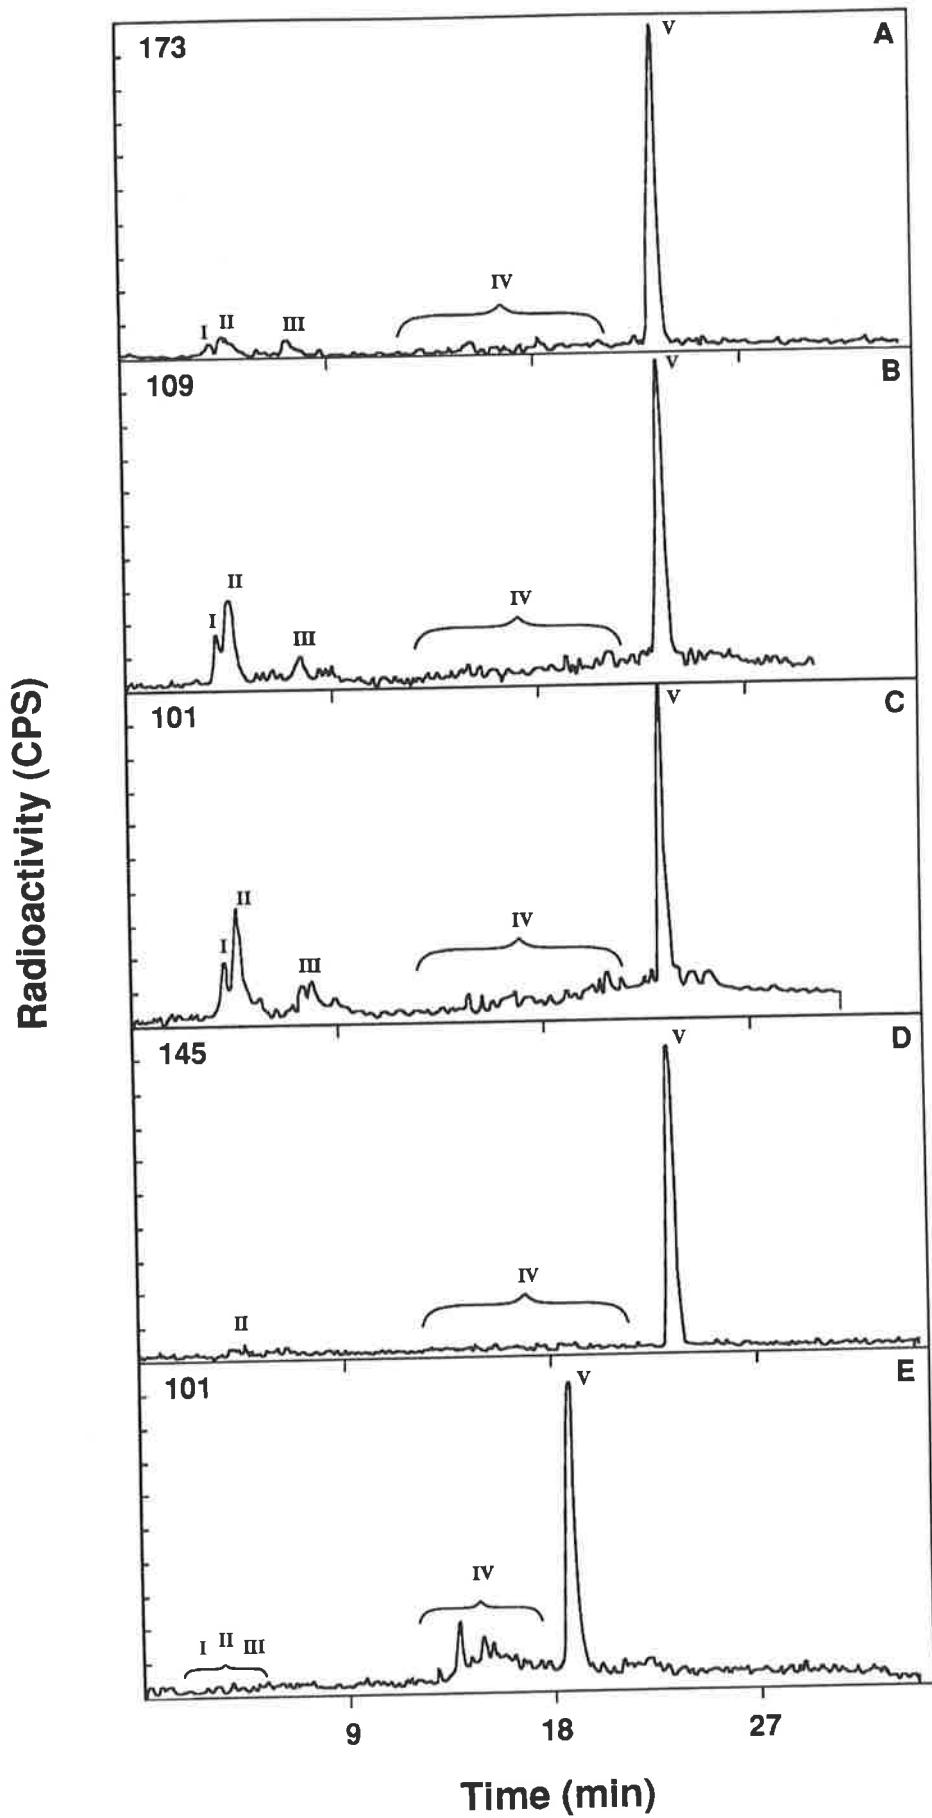 173
A
V
IV
I II III
109
B
V
II
I
III
IV
101
C
V
II
I
III
IV
145
D
V
IV
II
101
E
V
IV
I II III
9 18 27
Time (min)
Radioactivity (CPS)